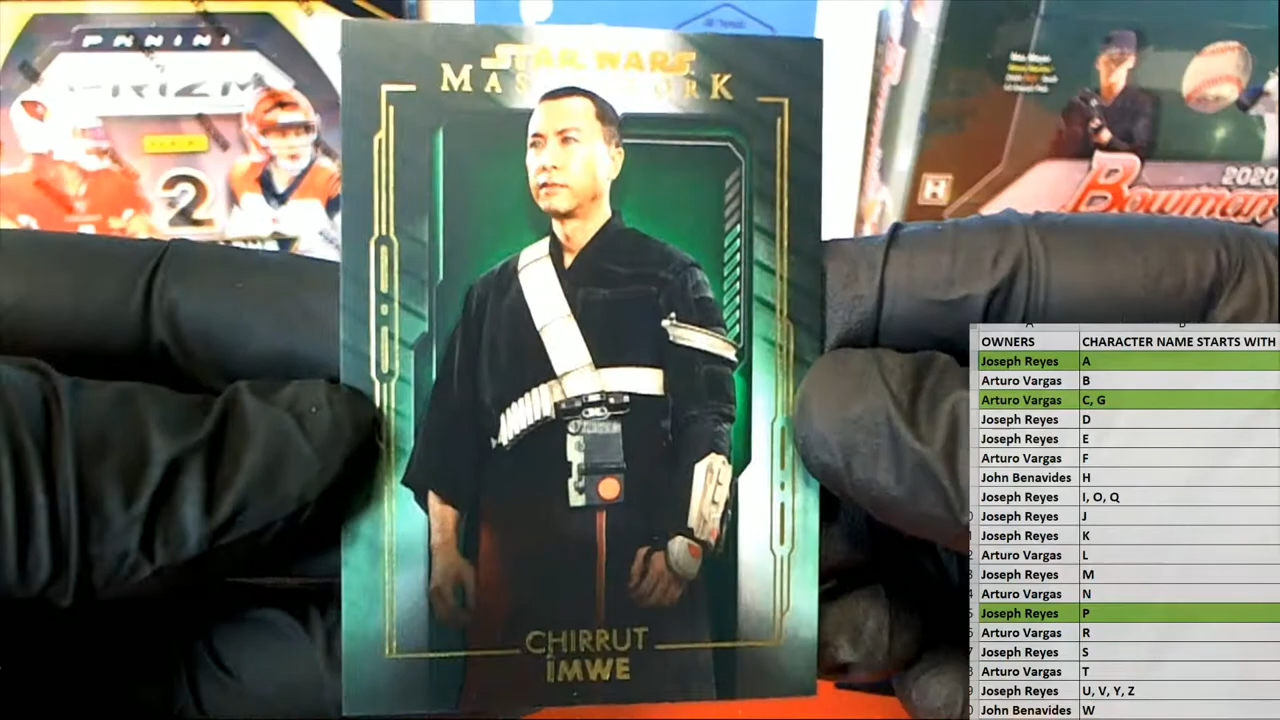 PANINI
PRIZM
2
STAR WARS
MASTERWORK
CHIRRUT
ÎMWE
H
2020
Bowman
A
B
OWNERS
CHARACTER NAME STARTS WITH
Joseph Reyes A
Arturo Vargas B
Arturo Vargas C, G
Joseph Reyes D
Joseph Reyes E
Arturo Vargas F
John Benavides H
Joseph Reyes I, O, Q
Joseph Reyes J
Joseph Reyes K
Arturo Vargas L
Joseph Reyes M
Arturo Vargas N
Joseph Reyes P
Arturo Vargas R
Joseph Reyes S
Arturo Vargas T
Joseph Reyes U, V, Y, Z
John Benavides W